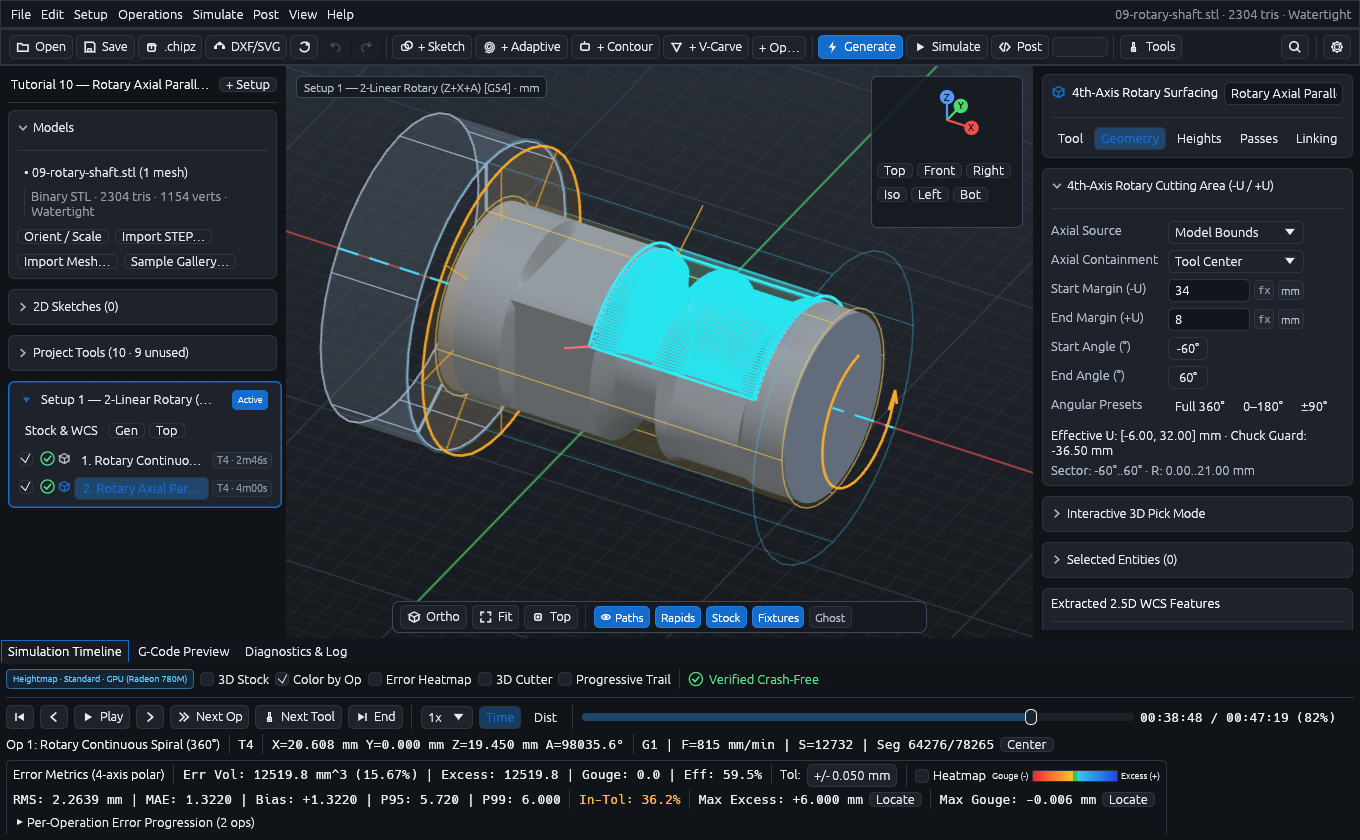 File Edit Setup Operations Simulate Post View Help
09-rotary-shaft.stl · 2304 tris · Watertight
Open Save .chipz DXF/SVG + Sketch + Adaptive + Contour + V-Carve + Op... Generate Simulate Post Tools
Tutorial 10 — Rotary Axial Parall... + Setup
Models
• 09-rotary-shaft.stl (1 mesh)
Binary STL · 2304 tris · 1154 verts ·
Watertight
Orient / Scale Import STEP...
Import Mesh... Sample Gallery...
2D Sketches (0)
Project Tools (10 · 9 unused)
Setup 1 — 2-Linear Rotary (... Active
Stock & WCS Gen Top
1. Rotary Continuo... T4 · 2m46s
2. Rotary Axial Par... T4 · 4m00s
Setup 1 — 2-Linear Rotary (Z+X+A) [G54] · mm
Z
Y
X
Top Front Right
Iso Left Bot
Ortho Fit Top Paths Rapids Stock Fixtures Ghost
4th-Axis Rotary Surfacing Rotary Axial Parall
Tool Geometry Heights Passes Linking
4th-Axis Rotary Cutting Area (-U / +U)
Axial Source Model Bounds
Axial Containment Tool Center
Start Margin (-U) 34 fx mm
End Margin (+U) 8 fx mm
Start Angle (°) -60°
End Angle (°) 60°
Angular Presets Full 360° 0–180° ±90°
Effective U: [-6.00, 32.00] mm · Chuck Guard:
-36.50 mm
Sector: -60°..60° · R: 0.00..21.00 mm
Interactive 3D Pick Mode
Selected Entities (0)
Extracted 2.5D WCS Features
Simulation Timeline G-Code Preview Diagnostics & Log
Heightmap · Standard · GPU (Radeon 780M) 3D Stock Color by Op Error Heatmap 3D Cutter Progressive Trail Verified Crash-Free
Play Next Op Next Tool End 1x Time Dist 00:38:48 / 00:47:19 (82%)
Op 1: Rotary Continuous Spiral (360°) T4 X=20.608 mm Y=0.000 mm Z=19.450 mm A=98035.6° G1 | F=815 mm/min | S=12732 | Seg 64276/78265 Center
Error Metrics (4-axis polar) Err Vol: 12519.8 mm^3 (15.67%) | Excess: 12519.8 | Gouge: 0.0 | Eff: 59.5% Tol: +/-0.050 mm Heatmap Gouge (-) Excess (+)
RMS: 2.2639 mm | MAE: 1.3220 | Bias: +1.3220 | P95: 5.720 | P99: 6.000 In-Tol: 36.2% Max Excess: +6.000 mm Locate Max Gouge: -0.006 mm Locate
Per-Operation Error Progression (2 ops)